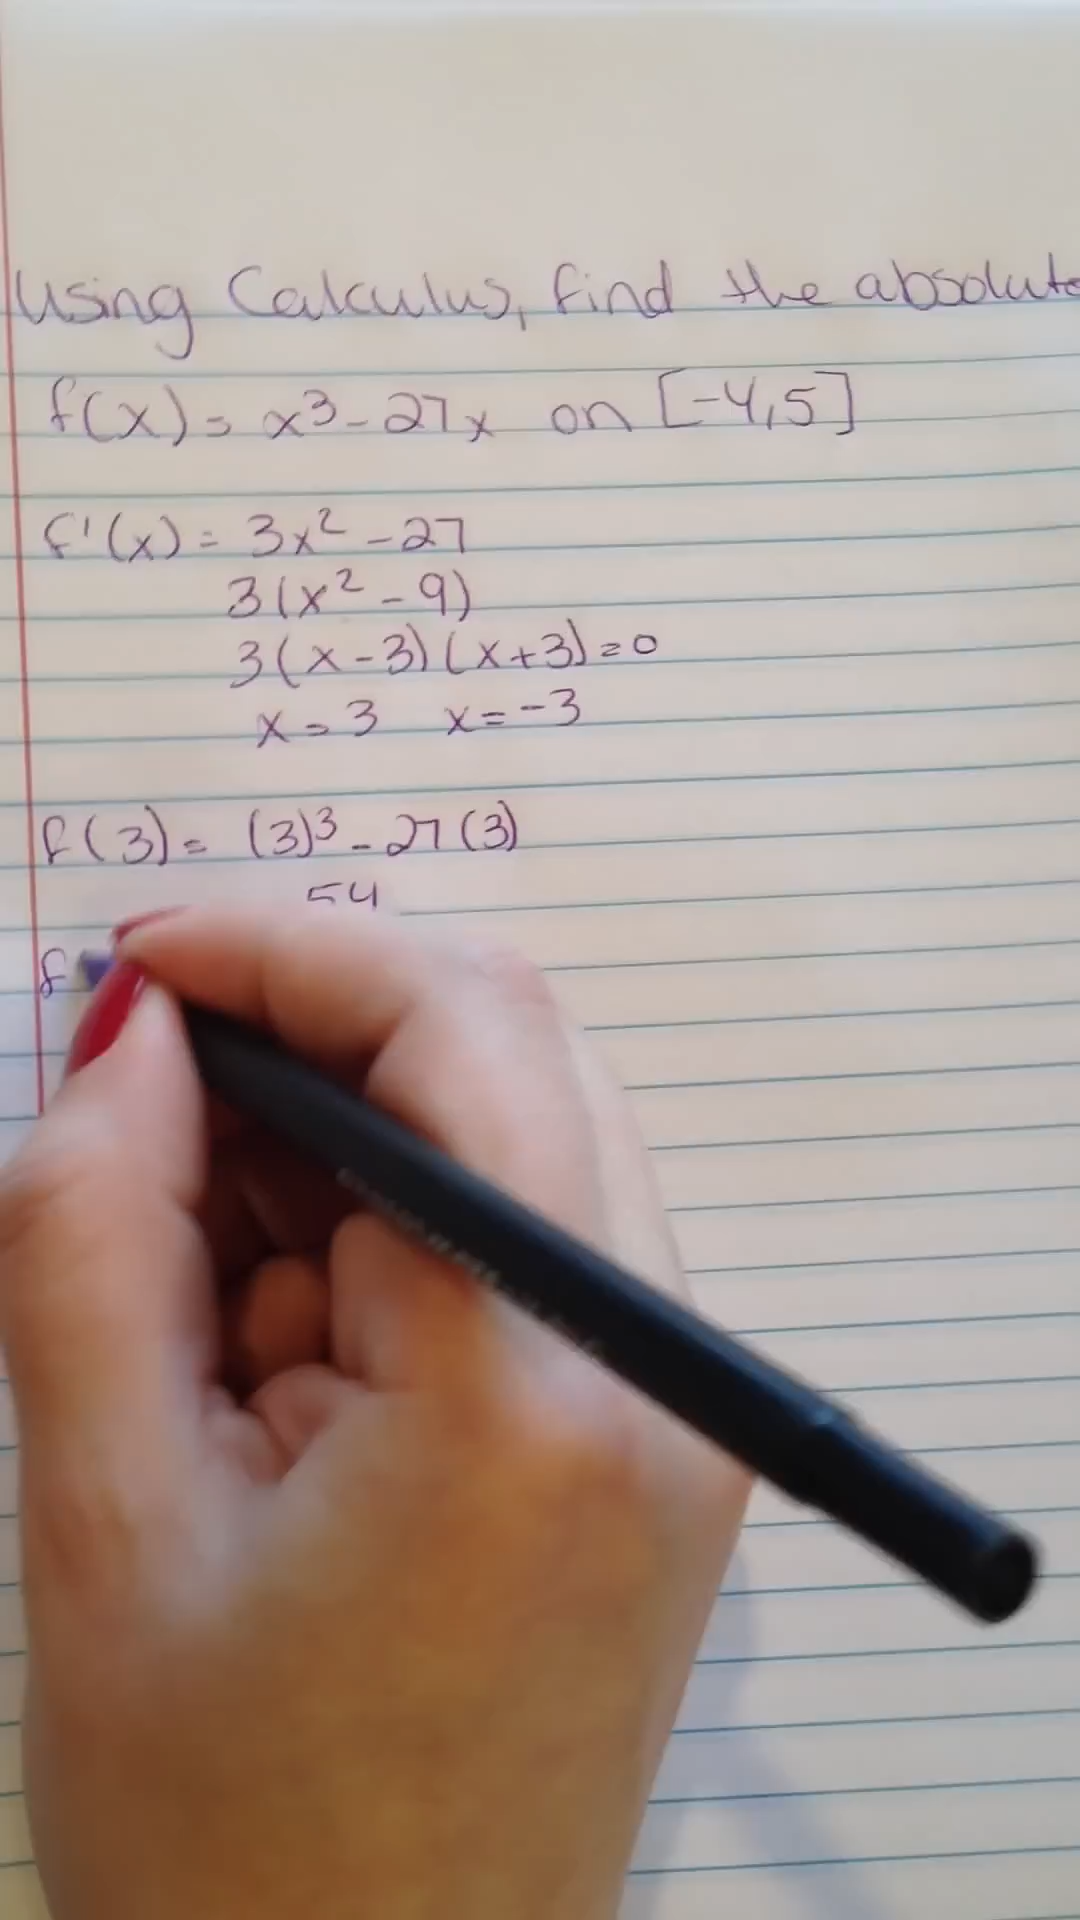 Using Calculus, find the absolute
f(x) = x³ - 27x on [-4,5]
f'(x) = 3x² - 27
3(x² - 9)
3(x-3)(x+3) = 0
x = 3 x = -3
f(3) = (3)³ - 27(3)
54
f